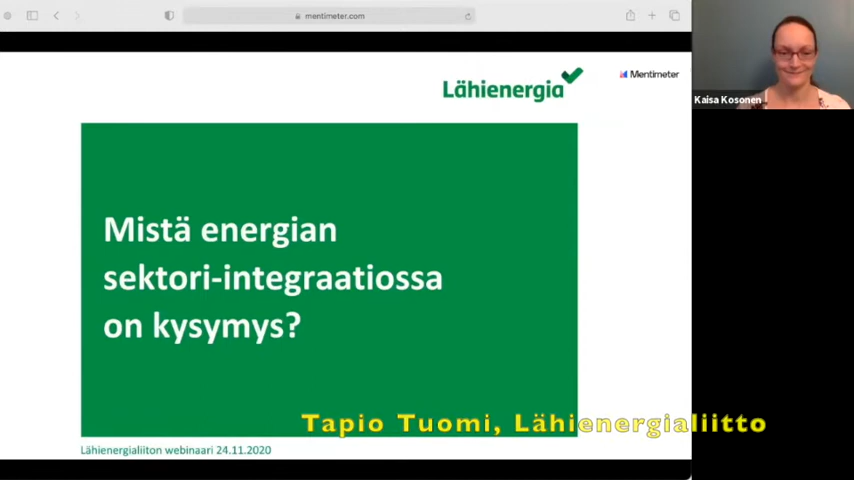 mentimeter.com
Lähienergia
Mentimeter
Kaisa Kosonen
Mistä energian
sektori-integraatiossa
on kysymys?
Tapio Tuomi, Lähienergialiitto
Lähienergialiiton webinaari 24.11.2020